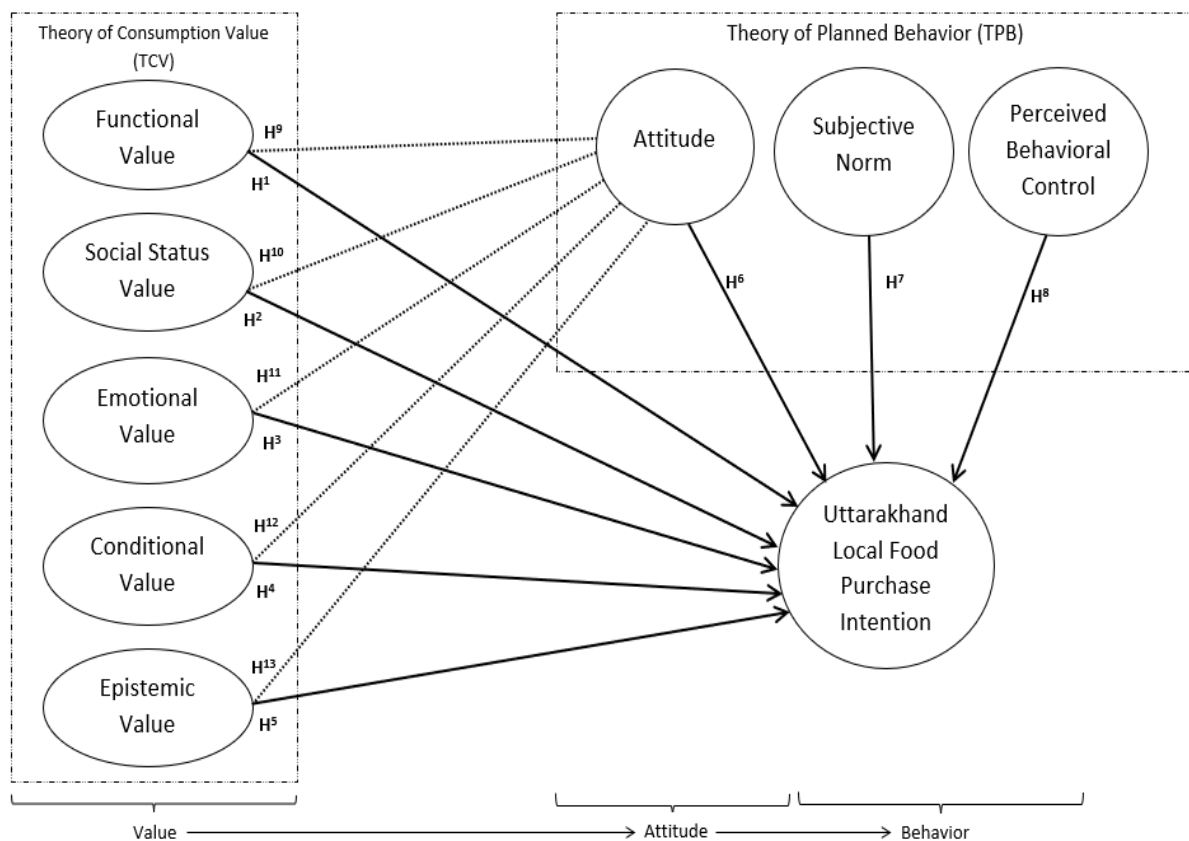 Theory of Consumption Value
(TCV)
Functional
Value
H⁹
H¹
Social Status
Value
H¹⁰
H²
Emotional
Value
H¹¹
H³
Conditional
Value
H¹²
H⁴
Epistemic
Value
H¹³
H⁵
Theory of Planned Behavior (TPB)
Attitude
Subjective
Norm
Perceived
Behavioral
Control
H⁶
H⁷
H⁸
Uttarakhand
Local Food
Purchase
Intention
Value
Attitude
Behavior